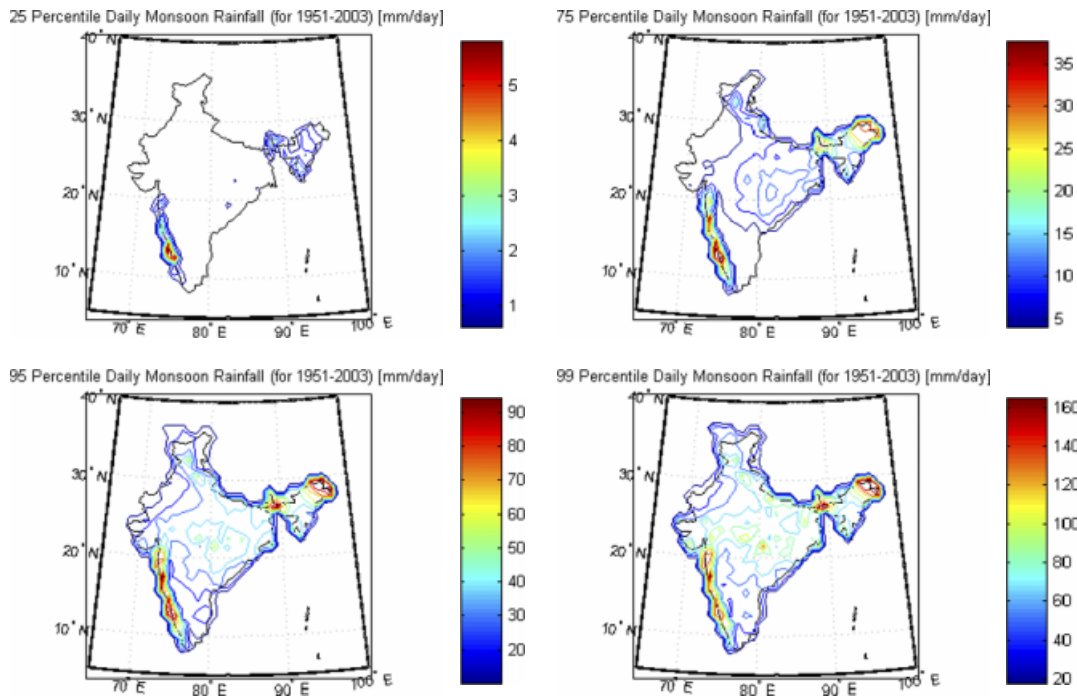 25 Percentile Daily Monsoon Rainfall (for 1951-2003) [mm/day]
40° N
30° N
20° N
10° N
70° E
80° E
90° E
100° E
5
4
3
2
1
75 Percentile Daily Monsoon Rainfall (for 1951-2003) [mm/day]
40° N
30° N
20° N
10° N
70° E
80° E
90° E
100° E
35
30
25
20
15
10
5
95 Percentile Daily Monsoon Rainfall (for 1951-2003) [mm/day]
40° N
30° N
20° N
10° N
70° E
80° E
90° E
100° E
90
80
70
60
50
40
30
20
99 Percentile Daily Monsoon Rainfall (for 1951-2003) [mm/day]
40° N
30° N
20° N
10° N
70° E
80° E
90° E
100° E
160
140
120
100
80
60
40
20